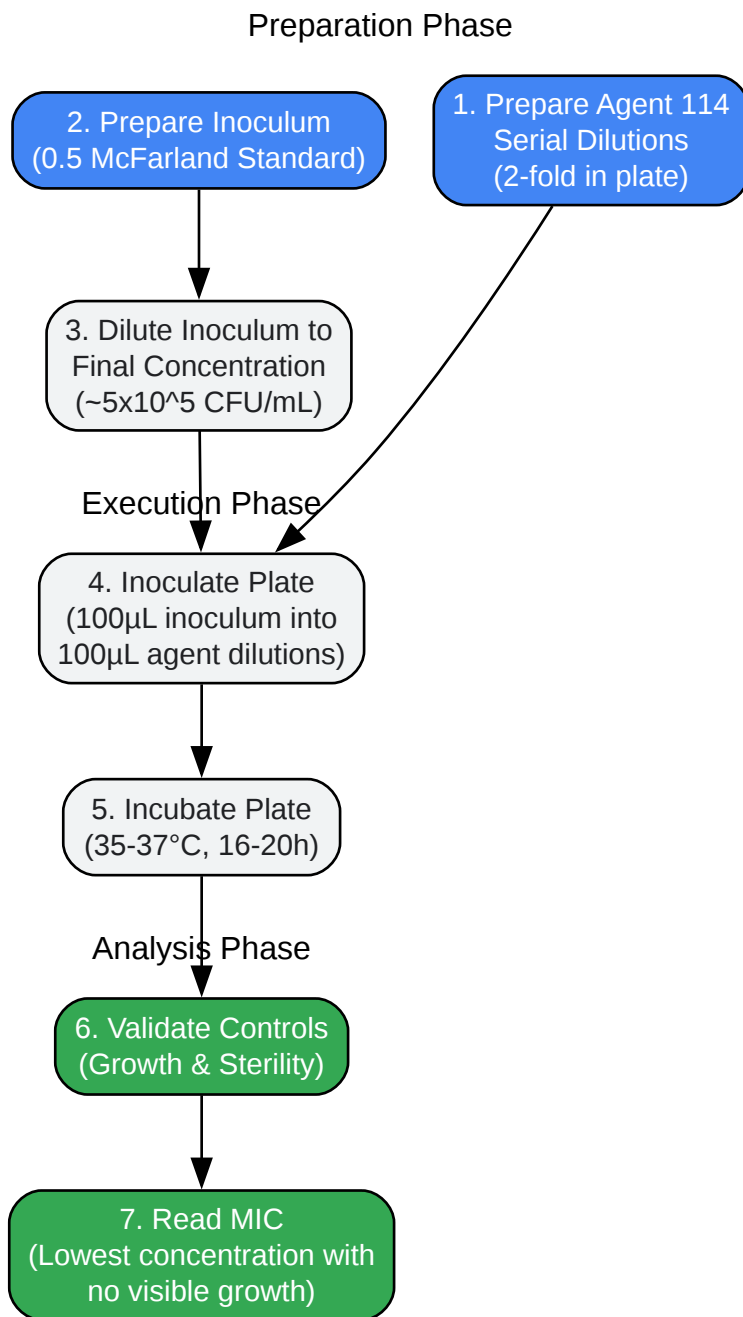 Preparation Phase
2. Prepare Inoculum
(0.5 McFarland Standard)
1. Prepare Agent 114
Serial Dilutions
(2-fold in plate)
3. Dilute Inoculum to
Final Concentration
(~5x10^5 CFU/mL)
Execution Phase
4. Inoculate Plate
(100µL inoculum into
100µL agent dilutions)
5. Incubate Plate
(35-37°C, 16-20h)
Analysis Phase
6. Validate Controls
(Growth & Sterility)
7. Read MIC
(Lowest concentration with
no visible growth)